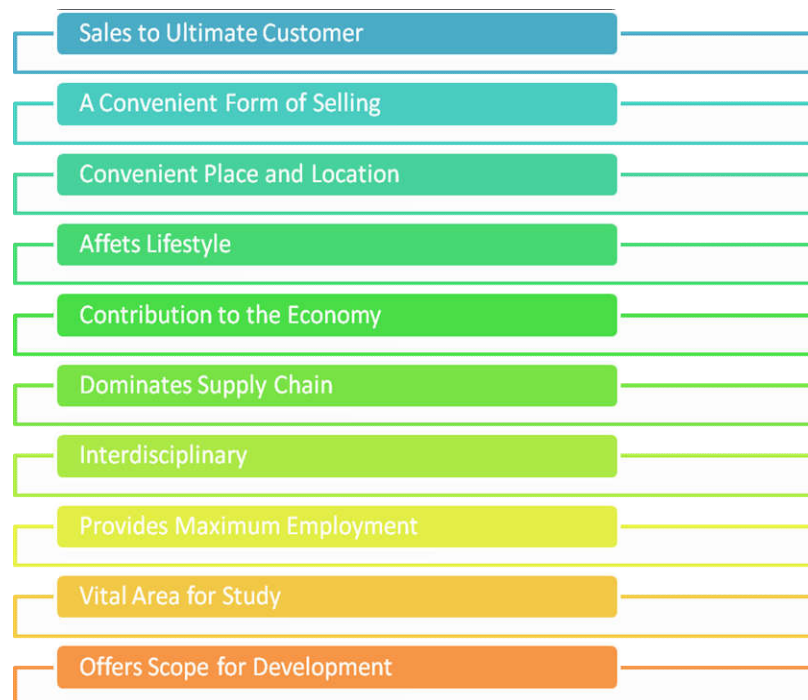 Sales to Ultimate Customer
A Convenient Form of Selling
Convenient Place and Location
Affets Lifestyle
Contribution to the Economy
Dominates Supply Chain
Interdisciplinary
Provides Maximum Employment
Vital Area for Study
Offers Scope for Development